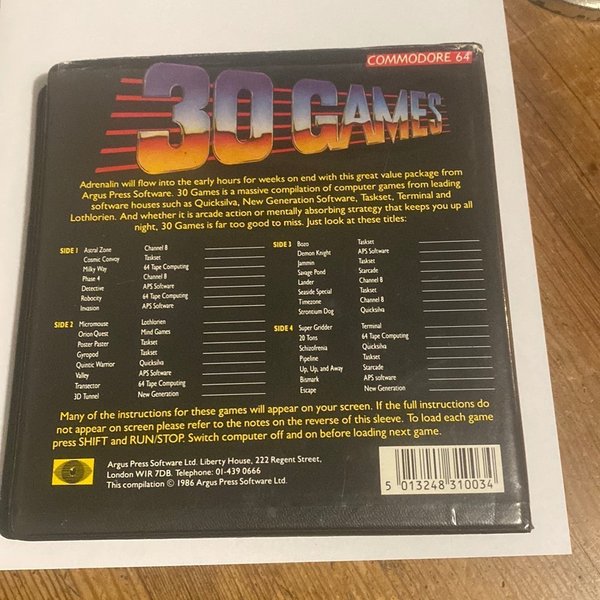 COMMODORE 64
30 GAMES
Adrenalin will flow into the early hours for weeks on end with this great value package from
Argus Press Software. 30 Games is a massive compilation of computer games from leading
software houses such as Quicksilva, New Generation Software, Taskset, Terminal and
Lothlorien. And whether it is arcade action or mentally absorbing strategy that keeps you up all
night, 30 Games is far too good to miss. Just look at these titles:
SIDE 1 Astral Zone Channel 8
Cosmic Convoy Taskset
Milky Way 64 Tape Computing
Phase 4 Channel 8
Detective APS Software
Robocity 64 Tape Computing
Invasion APS Software
SIDE 2 Micromouse Lothlorien
Orion Quest Mind Games
Poster Paster Taskset
Gyropod Taskset
Quintic Warrior Quicksilva
Valley APS Software
Transector 64 Tape Computing
3D Tunnel New Generation
SIDE 3 Bozo Taskset
Demon Knight APS Software
Jammin Taskset
Savage Pond Starcade
Lander Channel 8
Seaside Special Taskset
Timezone Channel 8
Strontium Dog Quicksilva
SIDE 4 Super Gridder Terminal
20 Tons 64 Tape Computing
Schizofrenia Quicksilva
Pipeline Taskset
Up, Up, and Away Starcade
Bismark APS software
Escape New Generation
Many of the instructions for these games will appear on your screen. If the full instructions do
not appear on screen please refer to the notes on the reverse of this sleeve. To load each game
press SHIFT and RUN/STOP. Switch computer off and on before loading next game.
Argus Press Software Ltd. Liberty House, 222 Regent Street,
London W1R 7DB. Telephone: 01-439 0666
This compilation © 1986 Argus Press Software Ltd.
5 013248 310034